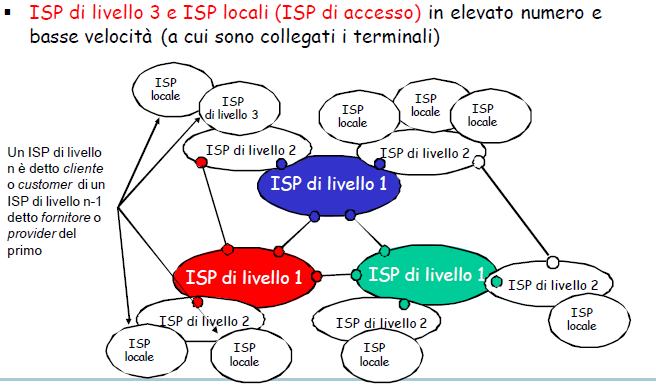 ISP di livello 3 e ISP locali (ISP di accesso) in elevato numero e
basse velocità (a cui sono collegati i terminali)
ISP
locale
ISP
di livello 3
ISP
locale
ISP
locale
ISP
locale
ISP di livello 2
ISP di livello 2
Un ISP di livello
n è detto cliente
o customer di un
ISP di livello n-1
detto fornitore o
provider del
primo
ISP di livello 1
ISP di livello 1
ISP di livello 1
ISP di livello 2
ISP di livello 2
ISP di livello 2
ISP
locale
ISP
locale
ISP
locale
ISP
locale